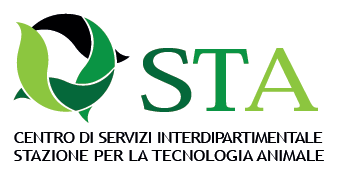 STA
CENTRO DI SERVIZI INTERDIPARTIMENTALE
STAZIONE PER LA TECNOLOGIA ANIMALE